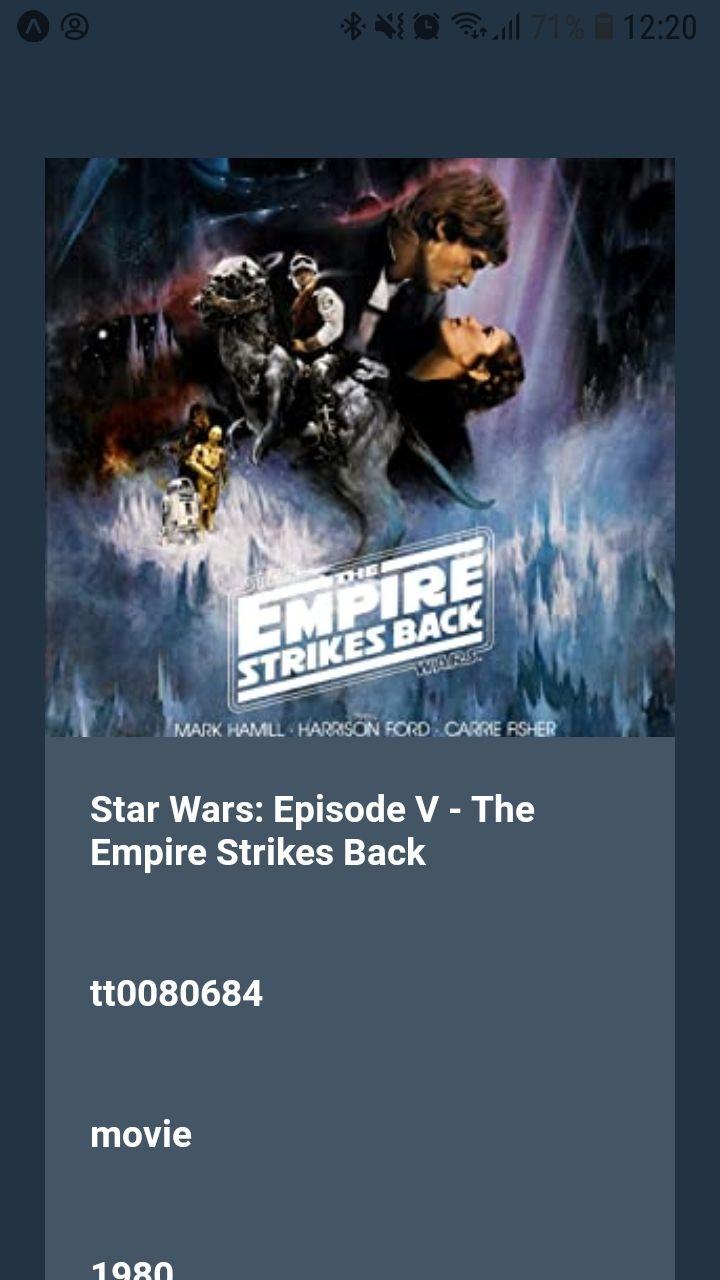 71% 12:20
STAR
THE
EMPIRE
STRIKES BACK
WARS
MARK HAMILL · HARRISON FORD · CARRIE FISHER
Star Wars: Episode V - The
Empire Strikes Back
tt0080684
movie
1980